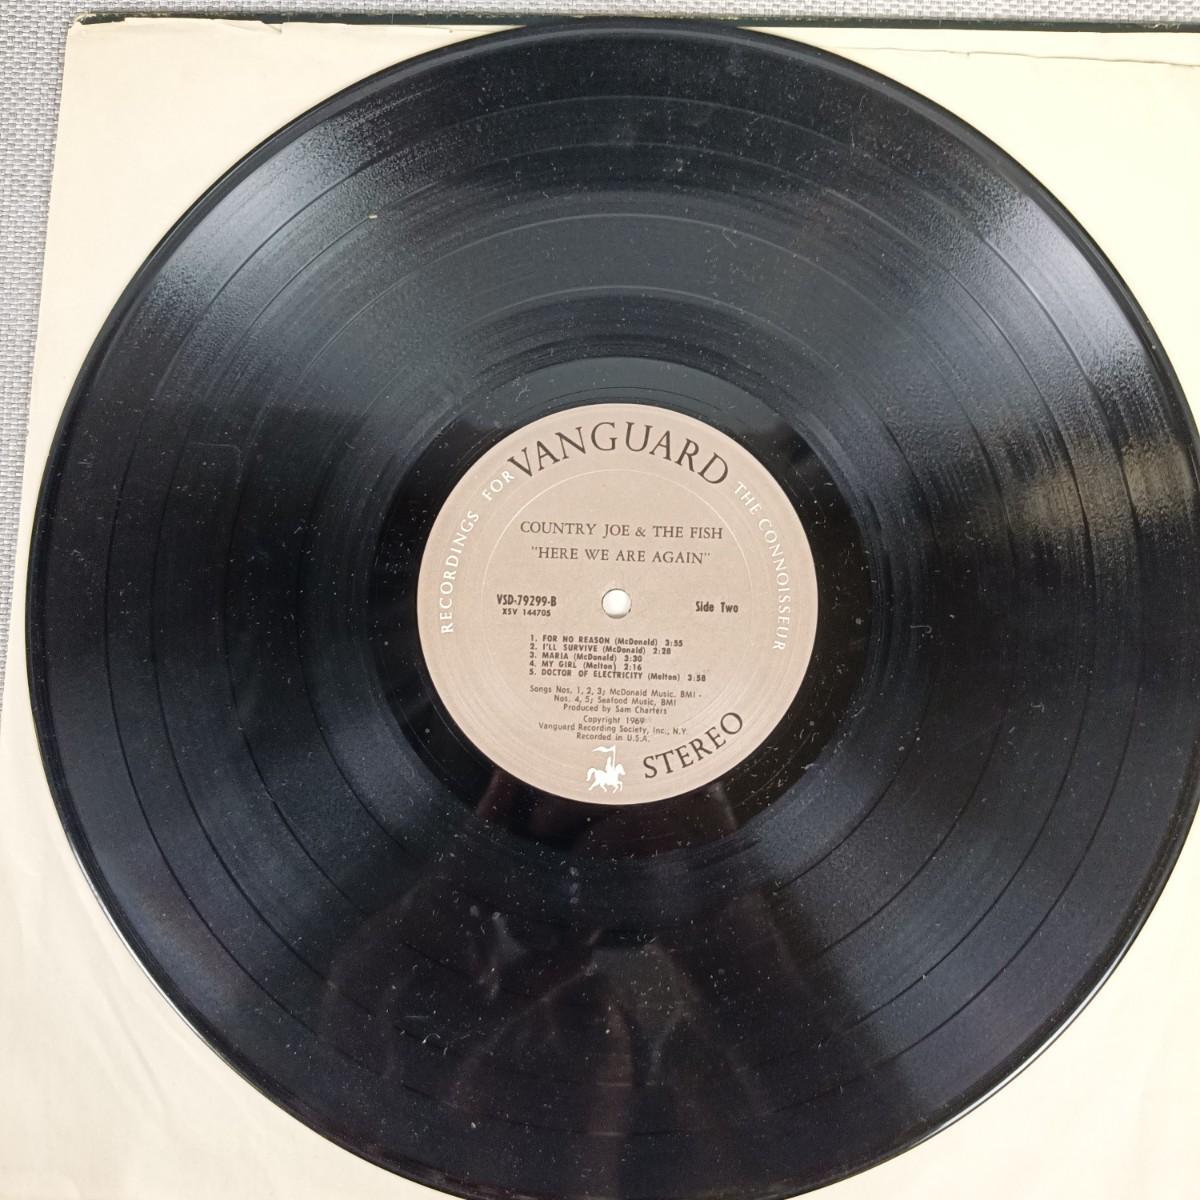 RECORDINGS FOR VANGUARD THE CONNOISSEUR
COUNTRY JOE & THE FISH
"HERE WE ARE AGAIN"
VSD-79299-B
XSV 144705
Side Two
1. FOR NO REASON (McDonald) 3:55
2. I'LL SURVIVE (McDonald) 2:28
3. MARIA (McDonald) 3:30
4. MY GIRL (Melton) 2:16
5. DOCTOR OF ELECTRICITY (Melton) 3:58
Songs Nos. 1, 2, 3; McDonald Music. BMI -
Nos. 4, 5; Seafood Music, BMI
Produced by Sam Charters
Copyright 1969
Vanguard Recording Society, Inc., N.Y.
Recorded in U.S.A.
STEREO